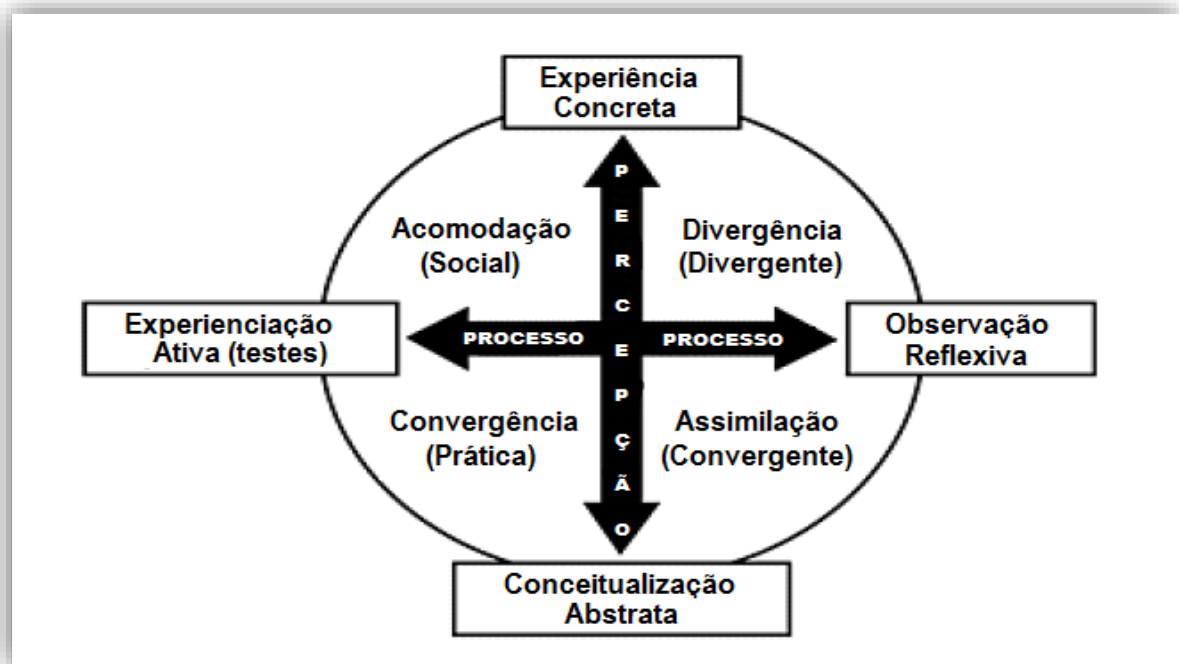 Experiência
Concreta
Acomodação
(Social)
Divergência
(Divergente)
PERCEPÇÃO
Experienciação
Ativa (testes)
PROCESSO
PROCESSO
Observação
Reflexiva
Convergência
(Prática)
Assimilação
(Convergente)
Conceitualização
Abstrata